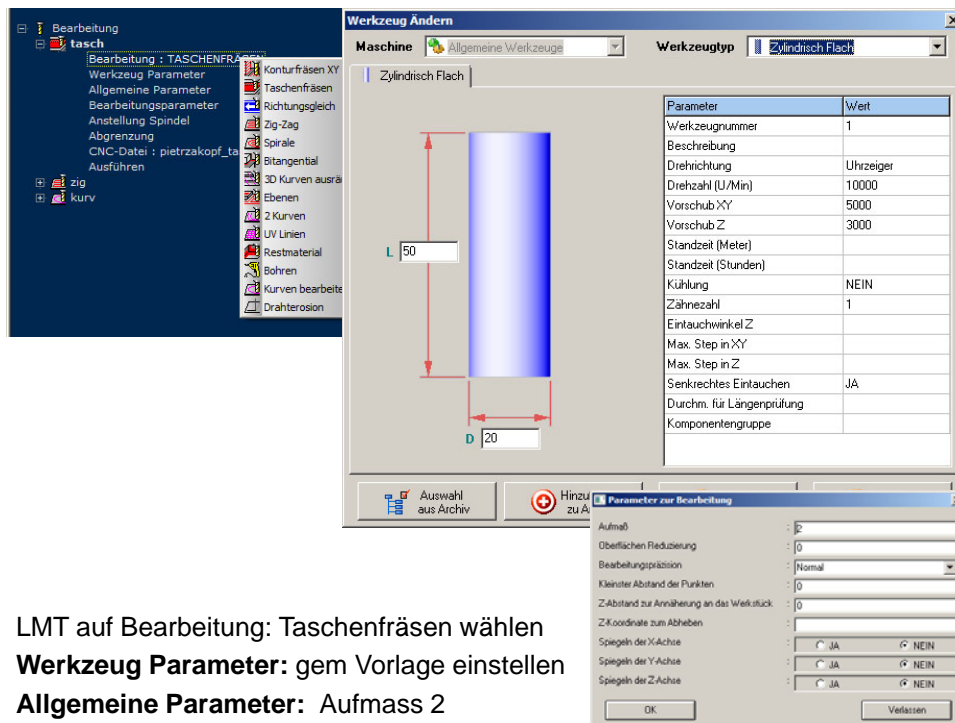 Bearbeitung
tasch
Bearbeitung : TASCHENFRÄSEN
Werkzeug Parameter
Allgemeine Parameter
Bearbeitungsparameter
Anstellung Spindel
Abgrenzung
CNC-Datei : pietrzakopf_ta
Ausführen
zig
kurv
Konturfräsen XY
Taschenfräsen
Richtungsgleich
Zig-Zag
Spirale
Bitangential
3D Kurven ausrä
Ebenen
2 Kurven
UV Linien
Restmaterial
Bohren
Kurven bearbeite
Drahterosion
Werkzeug Ändern
Maschine Allgemeine Werkzeuge Werkzeugtyp Zylindrisch Flach
Zylindrisch Flach
L 50
D 20
Parameter Wert
Werkzeugnummer 1
Beschreibung
Drehrichtung Uhrzeiger
Drehzahl (U/Min) 10000
Vorschub XY 5000
Vorschub Z 3000
Standzeit (Meter)
Standzeit (Stunden)
Kühlung NEIN
Zähnezahl 1
Eintauchwinkel Z
Max. Step in XY
Max. Step in Z
Senkrechtes Eintauchen JA
Durchm. für Längenprüfung
Komponentengruppe
Auswahl
aus Archiv
Hinzu
zu A
Parameter zur Bearbeitung
Aufmaß : 2
Oberflächen Reduzierung : 0
Bearbeitungspräzision : Normal
Kleinster Abstand der Punkten : 0
Z-Abstand zur Annäherung an das Werkstück : 0
Z-Koordinate zum Abheben :
Spiegeln der X-Achse : JA NEIN
Spiegeln der Y-Achse : JA NEIN
Spiegeln der Z-Achse : JA NEIN
OK Verlassen
LMT auf Bearbeitung: Taschenfräsen wählen
Werkzeug Parameter: gem Vorlage einstellen
Allgemeine Parameter: Aufmass 2